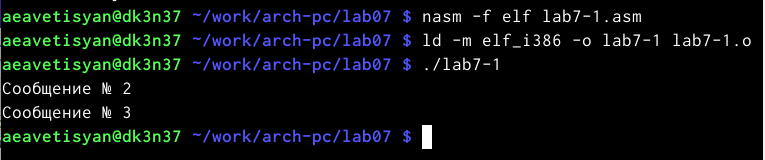 aeavetisyan@dk3n37 ~/work/arch-pc/lab07 $ nasm -f elf lab7-1.asm
aeavetisyan@dk3n37 ~/work/arch-pc/lab07 $ ld -m elf_i386 -o lab7-1 lab7-1.o
aeavetisyan@dk3n37 ~/work/arch-pc/lab07 $ ./lab7-1
Сообщение № 2
Сообщение № 3
aeavetisyan@dk3n37 ~/work/arch-pc/lab07 $